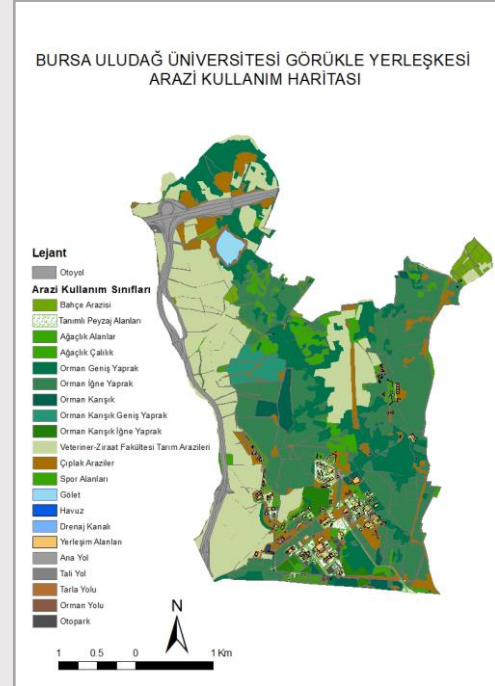 BURSA ULUDAĞ ÜNİVERSİTESİ GÖRÜKLE YERLEŞKESİ
ARAZİ KULLANIM HARİTASI
Lejant
Otoyol
Arazi Kullanım Sınıfları
Bahçe Arazisi
Tanımlı Peyzaj Alanları
Ağaçlık Alanlar
Ağaçlık Çalılık
Orman Geniş Yaprak
Orman İğne Yaprak
Orman Karışık
Orman Karışık Geniş Yaprak
Orman Karışık İğne Yaprak
Veteriner-Ziraat Fakültesi Tarım Arazileri
Çıplak Araziler
Spor Alanları
Gölet
Havuz
Drenaj Kanalı
Yerleşim Alanları
Ana Yol
Tali Yol
Tarla Yolu
Orman Yolu
Otopark
N
1 0.5 0 1 Km